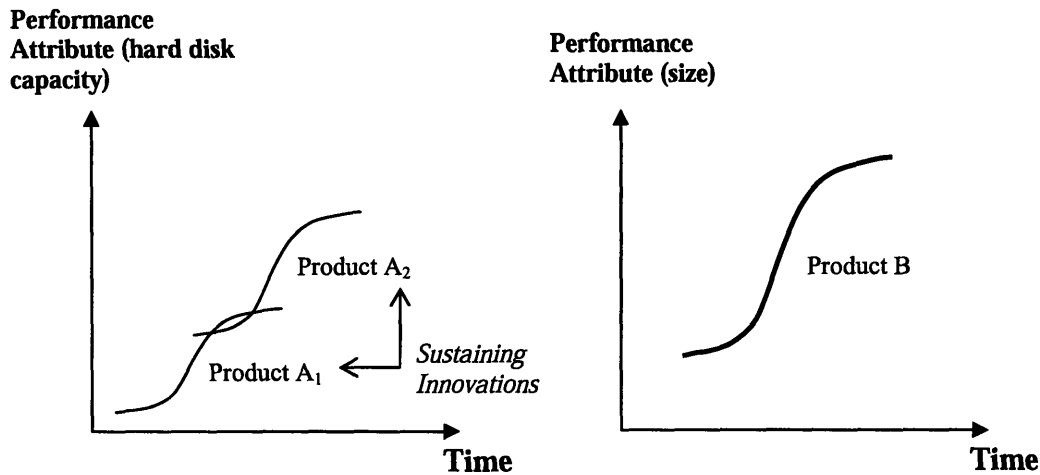 Performance
Attribute (hard disk
capacity)
Performance
Attribute (size)
Product A₂
Product B
Product A₁
Sustaining
Innovations
Time
Time